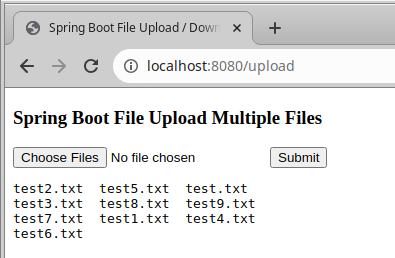 Spring Boot File Upload / Down
localhost:8080/upload
Spring Boot File Upload Multiple Files
Choose Files No file chosen Submit
test2.txt test5.txt test.txt
test3.txt test8.txt test9.txt
test7.txt test1.txt test4.txt
test6.txt